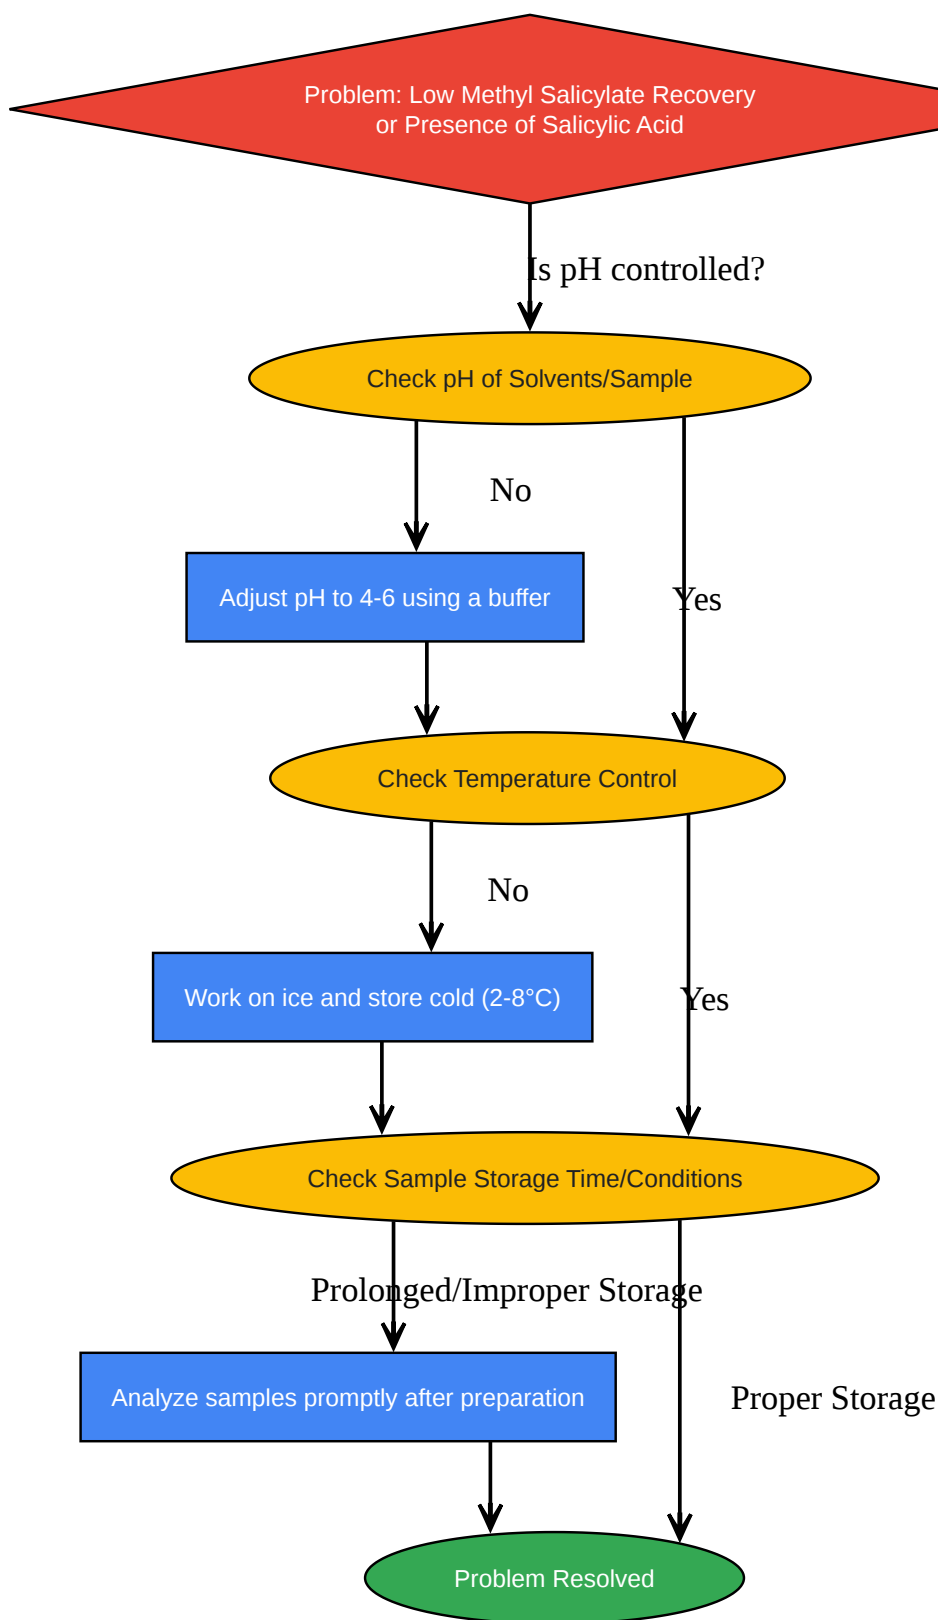 Problem: Low Methyl Salicylate Recovery
or Presence of Salicylic Acid
Is pH controlled?
Check pH of Solvents/Sample
No
Adjust pH to 4-6 using a buffer
Yes
Check Temperature Control
No
Work on ice and store cold (2-8°C)
Yes
Check Sample Storage Time/Conditions
Prolonged/Improper Storage
Analyze samples promptly after preparation
Proper Storage
Problem Resolved